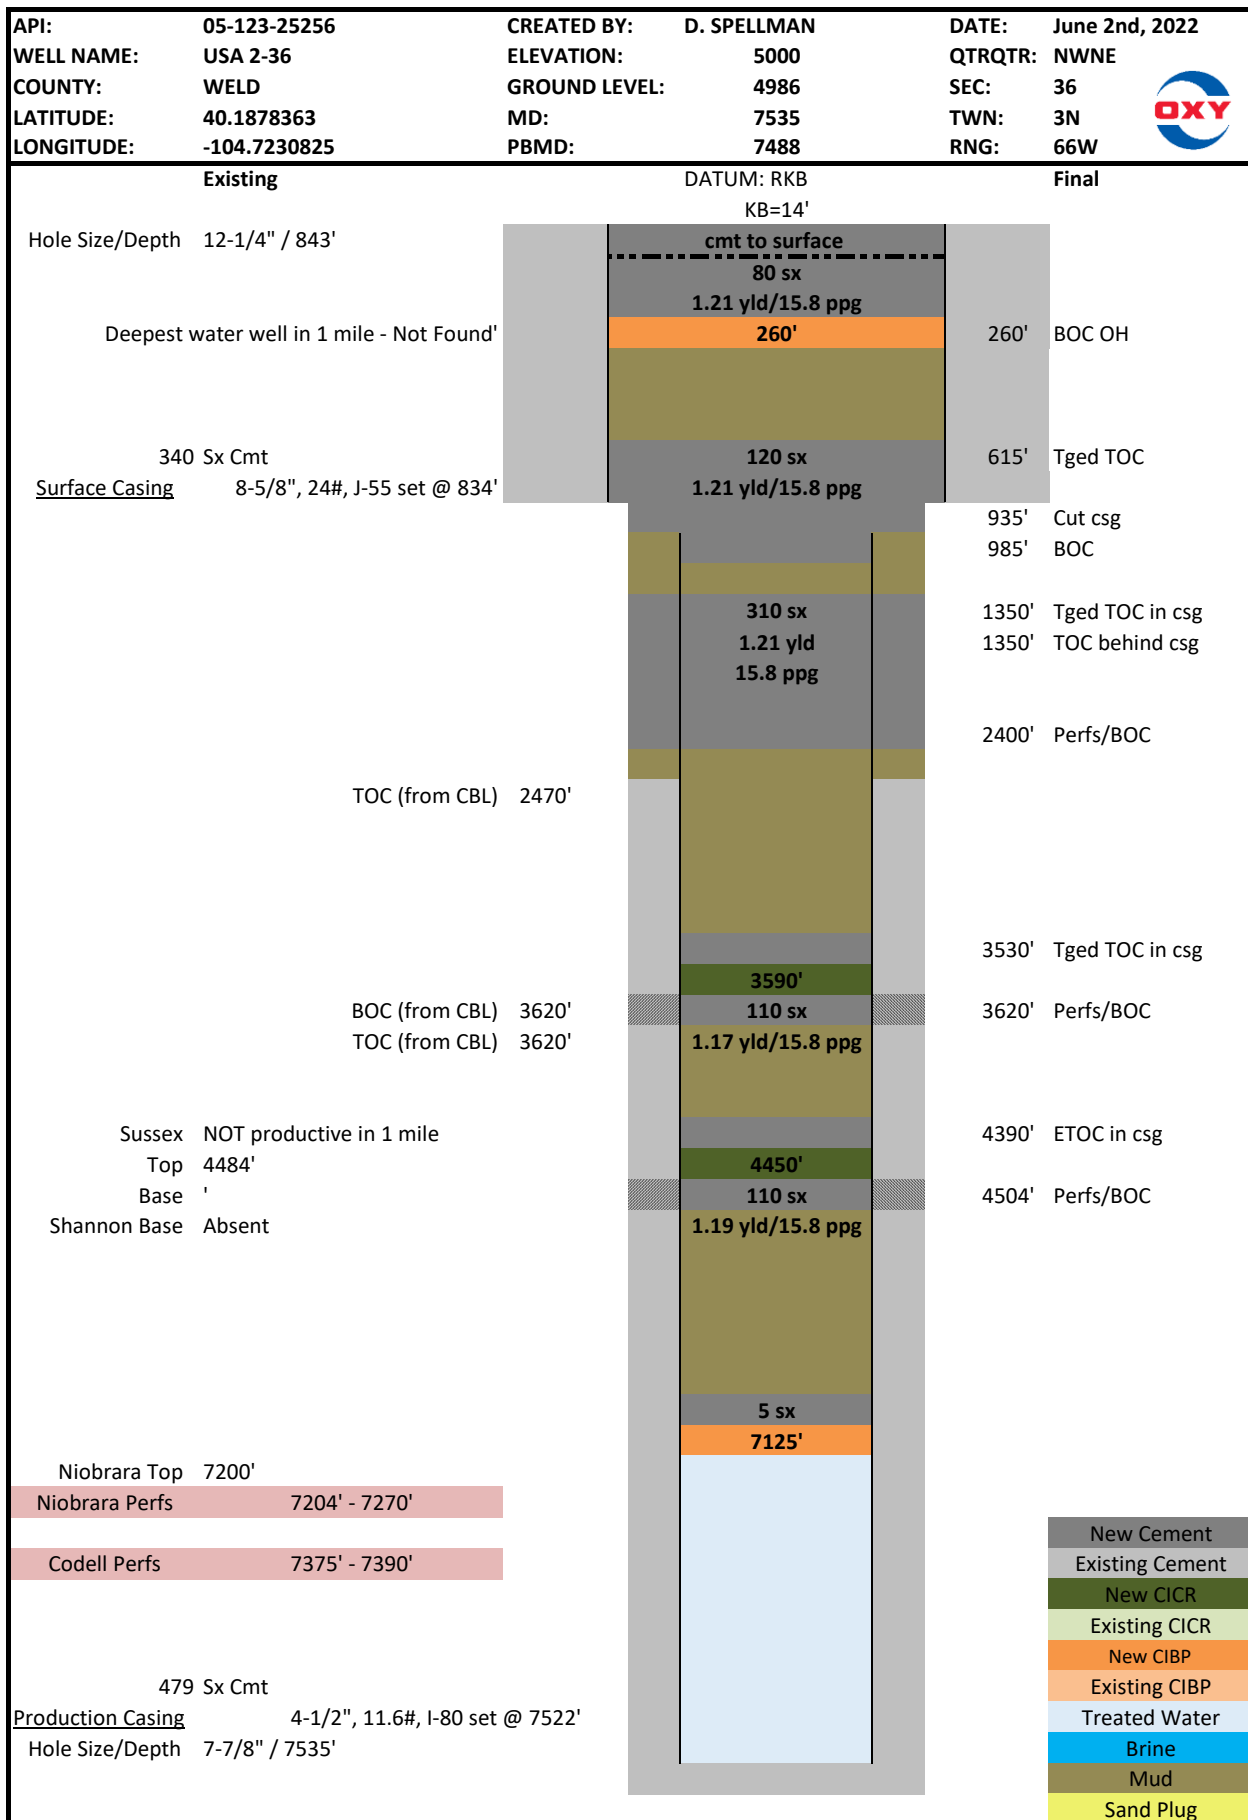 API: 05-123-25256 CREATED BY: D. SPELLMAN DATE: June 2nd, 2022
WELL NAME: USA 2-36 ELEVATION: 5000 QTRQTR: NWNE
COUNTY: WELD GROUND LEVEL: 4986 SEC: 36
LATITUDE: 40.1878363 MD: 7535 TWN: 3N
LONGITUDE: -104.7230825 PBMD: 7488 RNG: 66W
OXY
Existing DATUM: RKB Final
KB=14'
Hole Size/Depth 12-1/4" / 843' cmt to surface
80 sx
1.21 yld/15.8 ppg
Deepest water well in 1 mile - Not Found' 260' 260' BOC OH
340 Sx Cmt 120 sx 615' Tged TOC
Surface Casing 8-5/8", 24#, J-55 set @ 834' 1.21 yld/15.8 ppg
935' Cut csg
985' BOC
310 sx 1350' Tged TOC in csg
1.21 yld 1350' TOC behind csg
15.8 ppg
2400' Perfs/BOC
TOC (from CBL) 2470'
3530' Tged TOC in csg
3590'
BOC (from CBL) 3620' 110 sx 3620' Perfs/BOC
TOC (from CBL) 3620' 1.17 yld/15.8 ppg
Sussex NOT productive in 1 mile 4390' ETOC in csg
Top 4484' 4450'
Base ' 110 sx 4504' Perfs/BOC
Shannon Base Absent 1.19 yld/15.8 ppg
5 sx
7125'
Niobrara Top 7200'
Niobrara Perfs 7204' - 7270'
New Cement
Codell Perfs 7375' - 7390' Existing Cement
New CICR
Existing CICR
New CIBP
479 Sx Cmt Existing CIBP
Production Casing 4-1/2", 11.6#, I-80 set @ 7522' Treated Water
Hole Size/Depth 7-7/8" / 7535' Brine
Mud
Sand Plug